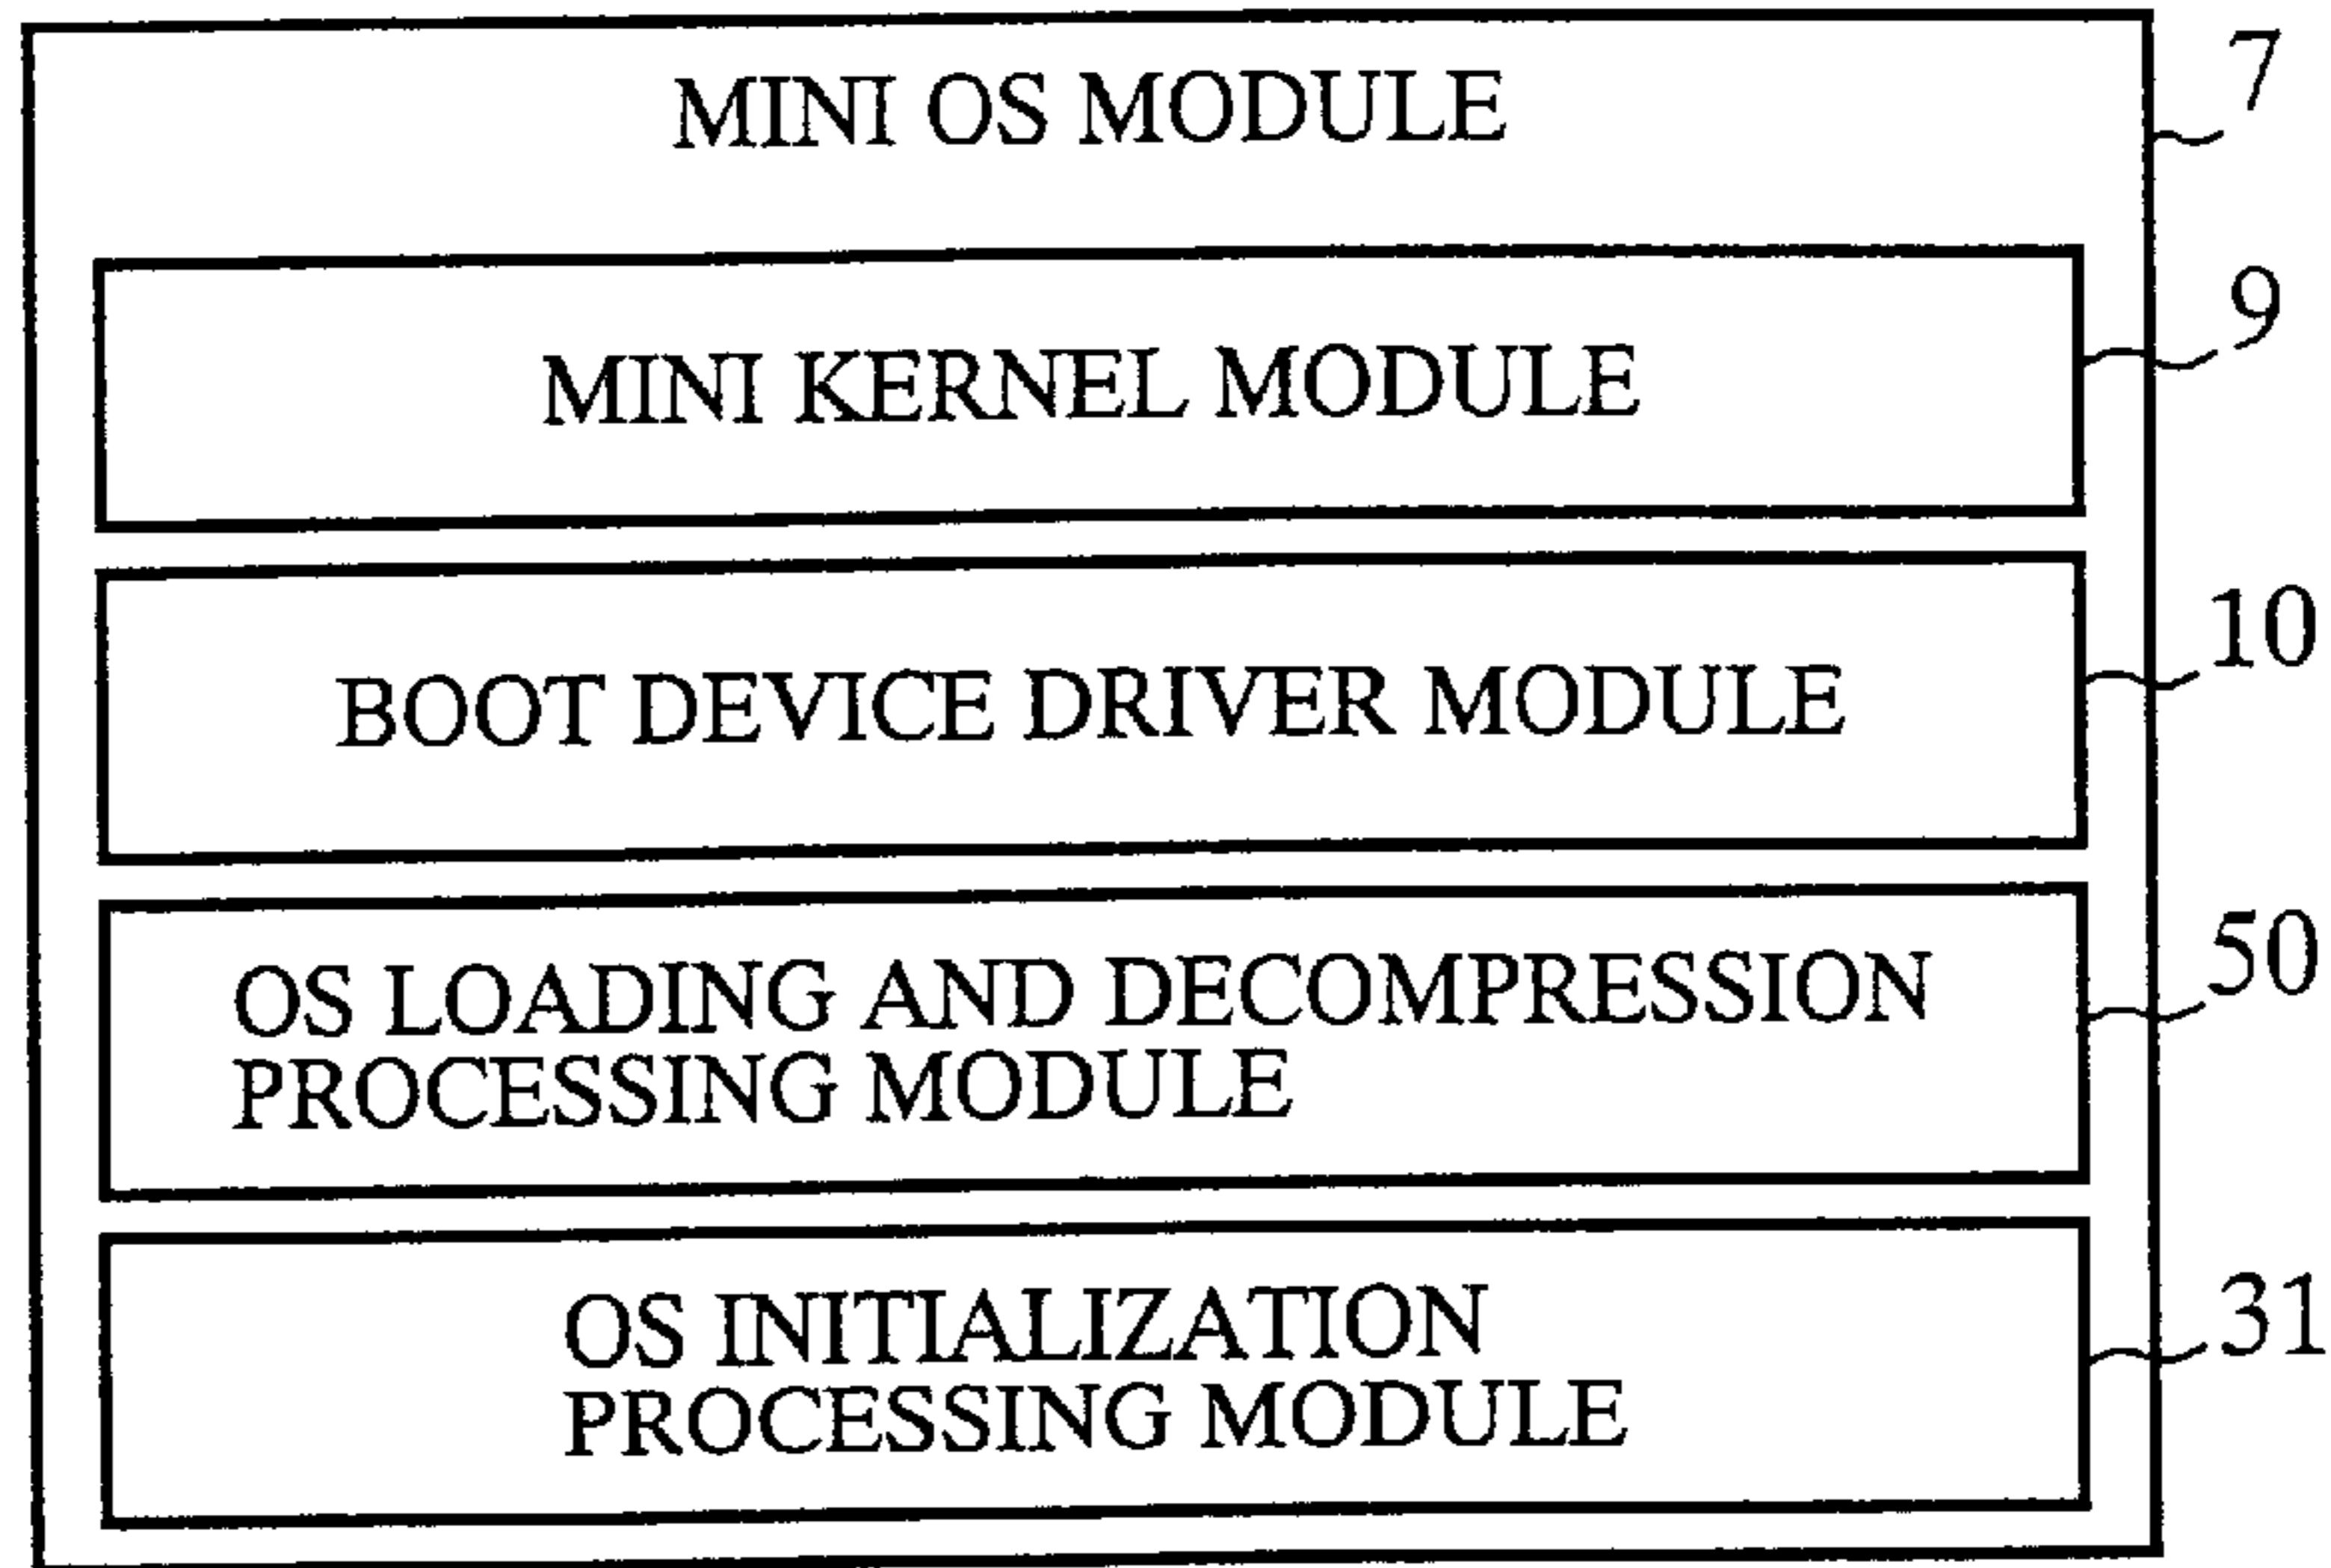 MINI OS MODULE
7
MINI KERNEL MODULE
9
BOOT DEVICE DRIVER MODULE
10
OS LOADING AND DECOMPRESSION
PROCESSING MODULE
50
OS INITIALIZATION
PROCESSING MODULE
31